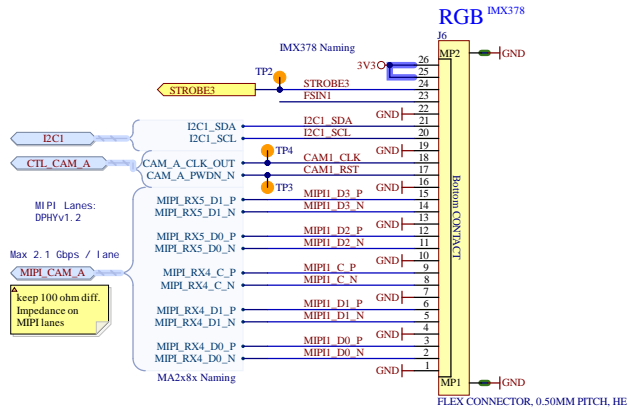 RGB IMX378
J6
IMX378 Naming
MP2
GND
3V3
26
25
TP2
STROBE3
STROBE3
24
FSIN1
23
GND
22
I2C1_SDA
I2C1_SDA
21
I2C1
I2C1_SCL
I2C1_SCL
20
TP4
GND
19
CTL_CAM_A
CAM_A_CLK_OUT
CAM1_CLK
18
CAM_A_PWDN_N
CAM1_RST
17
TP3
GND
16
MIPI_RX5_D1_P
MIPI1_D3_P
15
MIPI Lanes:
DPHYv1.2
MIPI_RX5_D1_N
MIPI1_D3_N
14
GND
13
MIPI_RX5_D0_P
MIPI1_D2_P
12
MIPI_RX5_D0_N
MIPI1_D2_N
11
Max 2.1 Gbps / lane
GND
10
MIPI_CAM_A
MIPI_RX4_C_P
MIPI1_C_P
9
MIPI_RX4_C_N
MIPI1_C_N
8
keep 100 ohm diff.
Impedance on
MIPI lanes
GND
7
MIPI_RX4_D1_P
MIPI1_D1_P
6
MIPI_RX4_D1_N
MIPI1_D1_N
5
GND
4
MIPI_RX4_D0_P
MIPI1_D0_P
3
MIPI_RX4_D0_N
MIPI1_D0_N
2
GND
1
Bottom CONTACT
MA2x8x Naming
MP1
GND
FLEX CONNECTOR, 0.50MM PITCH, HE